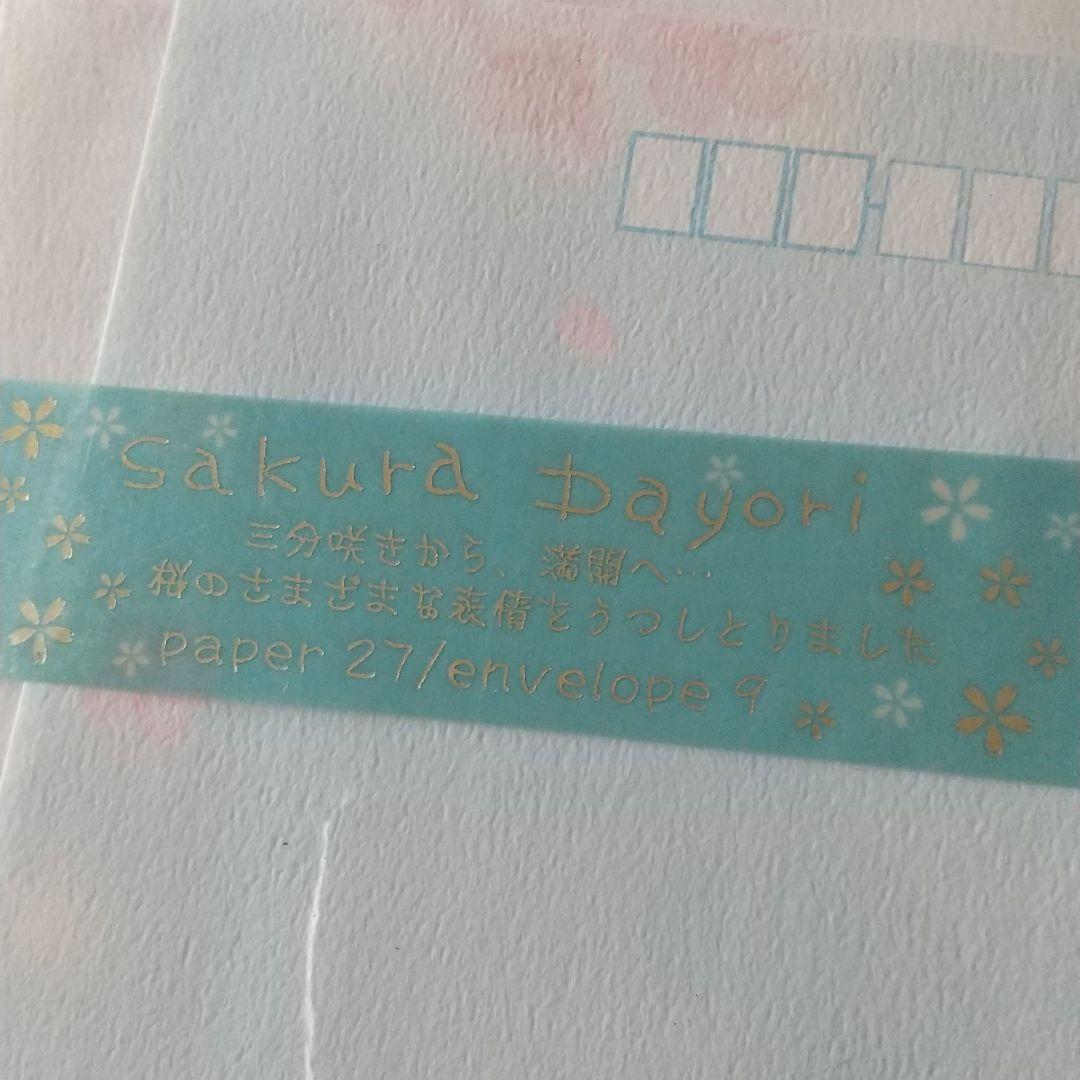 Sakura Dayori
三分咲きから、満開へ…
桜のさまざまな表情をうつしとりました
paper 27/envelope 9